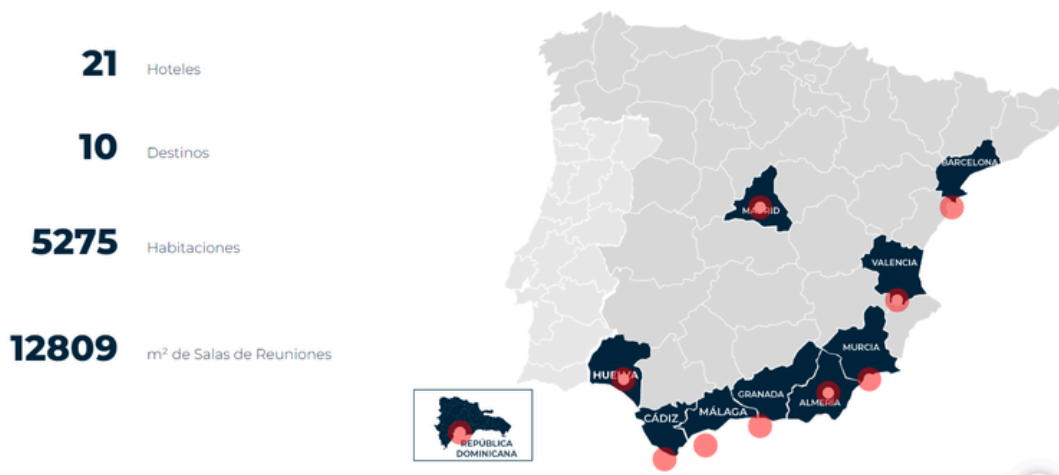 21 Hoteles
10 Destinos
5275 Habitaciones
12809 m² de Salas de Reuniones
BARCELONA
MADRID
VALENCIA
MURCIA
HUELVA
GRANADA
ALMERÍA
CÁDIZ
MÁLAGA
REPÚBLICA
DOMINICANA